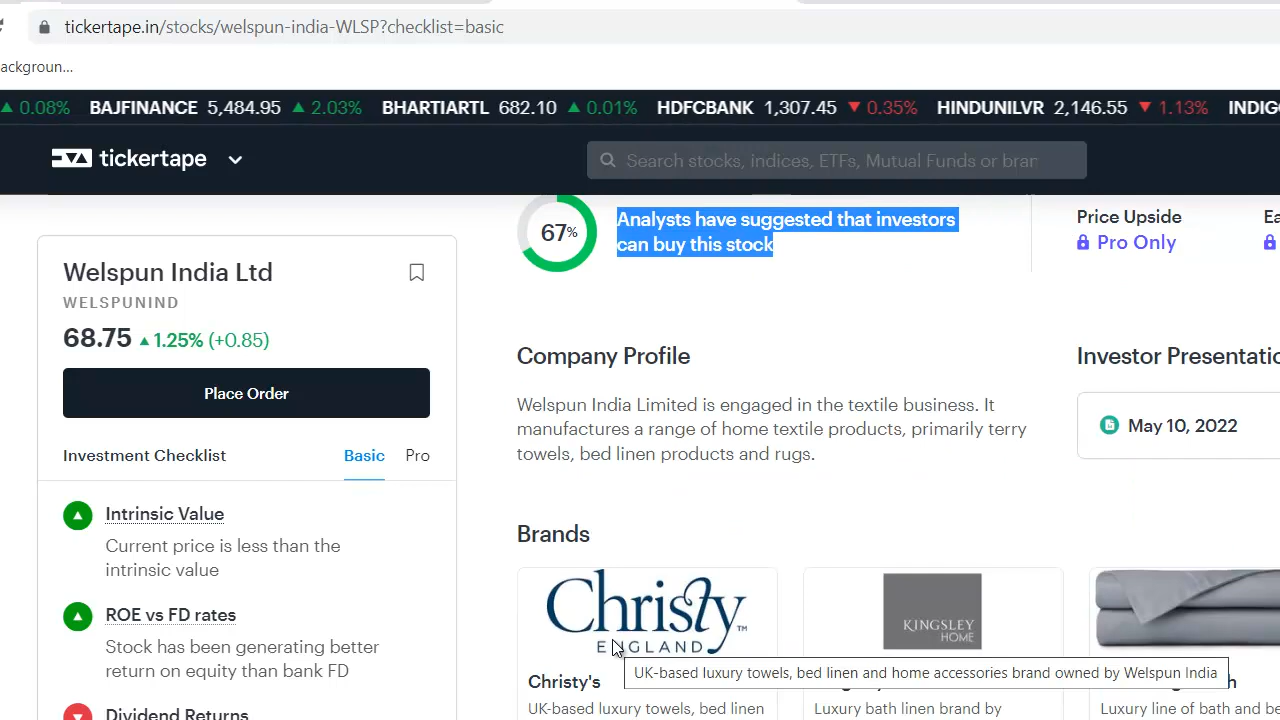 tickertape.in/stocks/welspun-india-WLSP?checklist=basic
ackgroun...
0.08% BAJFINANCE 5,484.95 2.03% BHARTIARTL 682.10 0.01% HDFCBANK 1,307.45 0.35% HINDUNILVR 2,146.55 1.13% INDIG
tickertape
Search stocks, indices, ETFs, Mutual Funds or bran
67%
Analysts have suggested that investors
can buy this stock
Price Upside
Pro Only
Ea
Welspun India Ltd
WELSPUNIND
68.75 1.25% (+0.85)
Place Order
Investment Checklist Basic Pro
Intrinsic Value
Current price is less than the
intrinsic value
ROE vs FD rates
Stock has been generating better
return on equity than bank FD
Dividend Returns
Company Profile
Welspun India Limited is engaged in the textile business. It
manufactures a range of home textile products, primarily terry
towels, bed linen products and rugs.
Investor Presentatio
May 10, 2022
Brands
Christy™
ENGLAND
KINGSLEY
HOME
UK-based luxury towels, bed linen and home accessories brand owned by Welspun India
Christy's
UK-based luxury towels, bed linen
Luxury bath linen brand by
Luxury line of bath and be